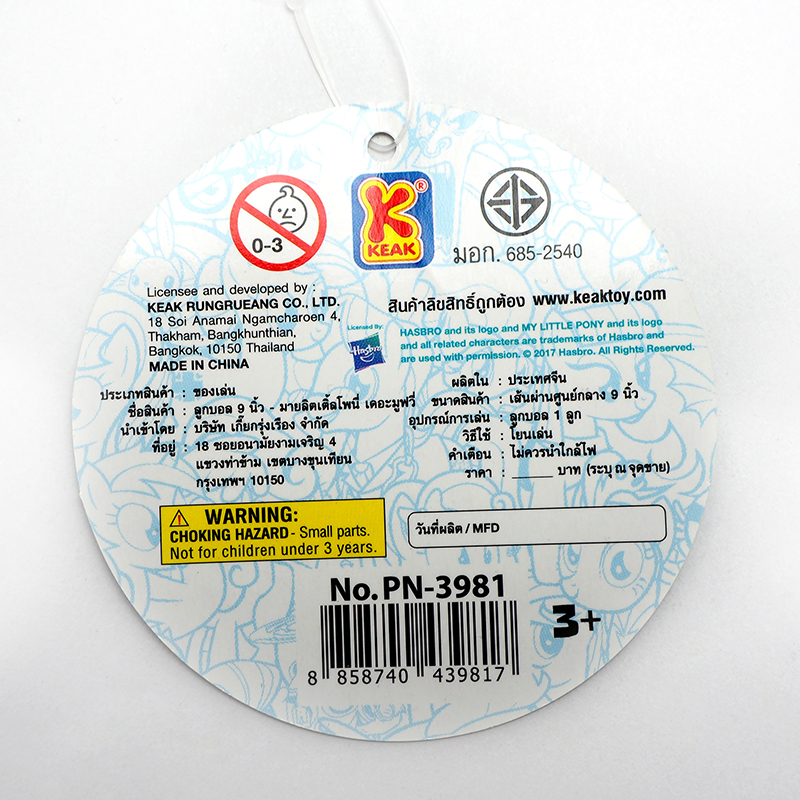 0-3
K®
KEAK
มอก. 685-2540
Licensee and developed by :
KEAK RUNGRUEANG CO., LTD.
18 Soi Anamai Ngamcharoen 4,
Thakham, Bangkhunthian,
Bangkok, 10150 Thailand
MADE IN CHINA
สินค้าลิขสิทธิ์ถูกต้อง www.keaktoy.com
Licensed By:
Hasbro
HASBRO and its logo and MY LITTLE PONY and its logo
and all related characters are trademarks of Hasbro and
are used with permission. © 2017 Hasbro. All Rights Reserved.
ประเภทสินค้า : ของเล่น
ชื่อสินค้า : ลูกบอล 9 นิ้ว - มายลิตเติ้ลโพนี่ เดอะมูฟวี่
นำเข้าโดย : บริษัท เกี๊ยกรุ่งเรือง จำกัด
ที่อยู่ : 18 ซอยอนามัยงามเจริญ 4
แขวงท่าข้าม เขตบางขุนเทียน
กรุงเทพฯ 10150
ผลิตใน : ประเทศจีน
ขนาดสินค้า : เส้นผ่านศูนย์กลาง 9 นิ้ว
อุปกรณ์การเล่น : ลูกบอล 1 ลูก
วิธีใช้ : โยนเล่น
คำเตือน : ไม่ควรนำใกล้ไฟ
ราคา : _____ บาท (ระบุ ณ จุดขาย)
WARNING:
CHOKING HAZARD - Small parts.
Not for children under 3 years.
วันที่ผลิต / MFD
No.PN-3981
8 858740 439817
3+